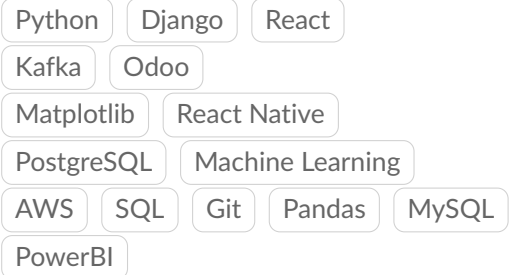 Python Django React
Kafka Odoo
Matplotlib React Native
PostgreSQL Machine Learning
AWS SQL Git Pandas MySQL
PowerBI